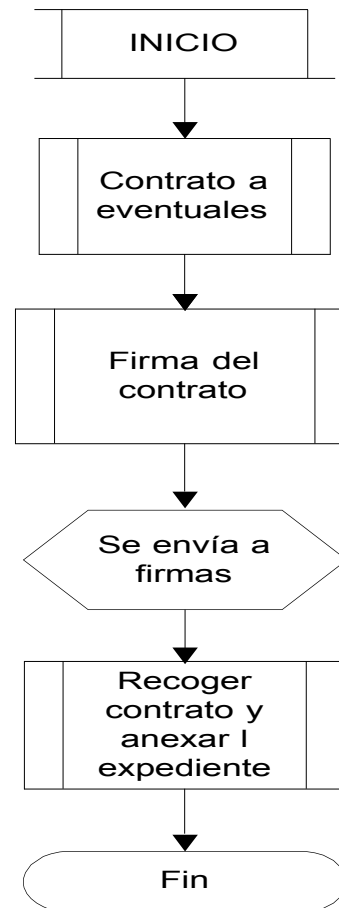 INICIO
Contrato a
eventuales
Firma del
contrato
Se envía a
firmas
Recoger
contrato y
anexar l
expediente
Fin